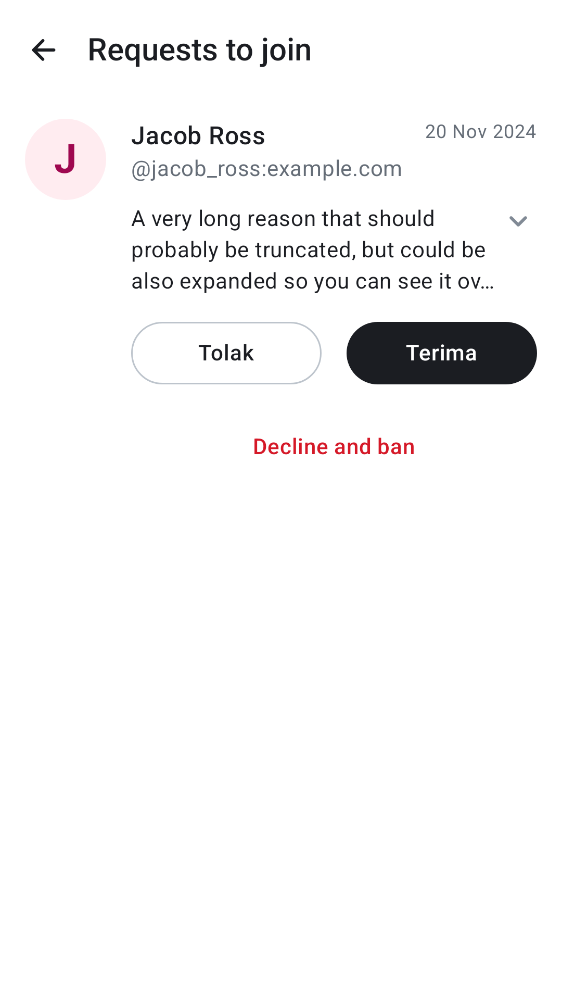 Requests to join
J
Jacob Ross
20 Nov 2024
@jacob_ross:example.com
A very long reason that should
probably be truncated, but could be
also expanded so you can see it ov…
Tolak
Terima
Decline and ban